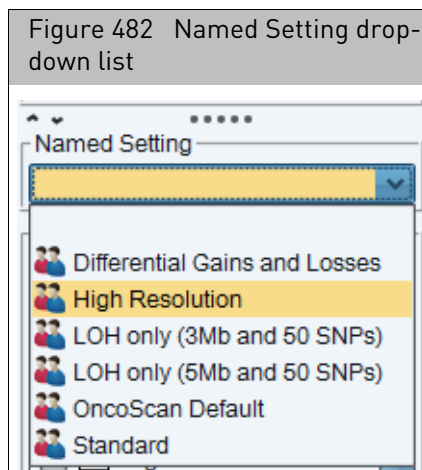 Figure 482 Named Setting drop-
down list
Named Setting
Differential Gains and Losses
High Resolution
LOH only (3Mb and 50 SNPs)
LOH only (5Mb and 50 SNPs)
OncoScan Default
Standard